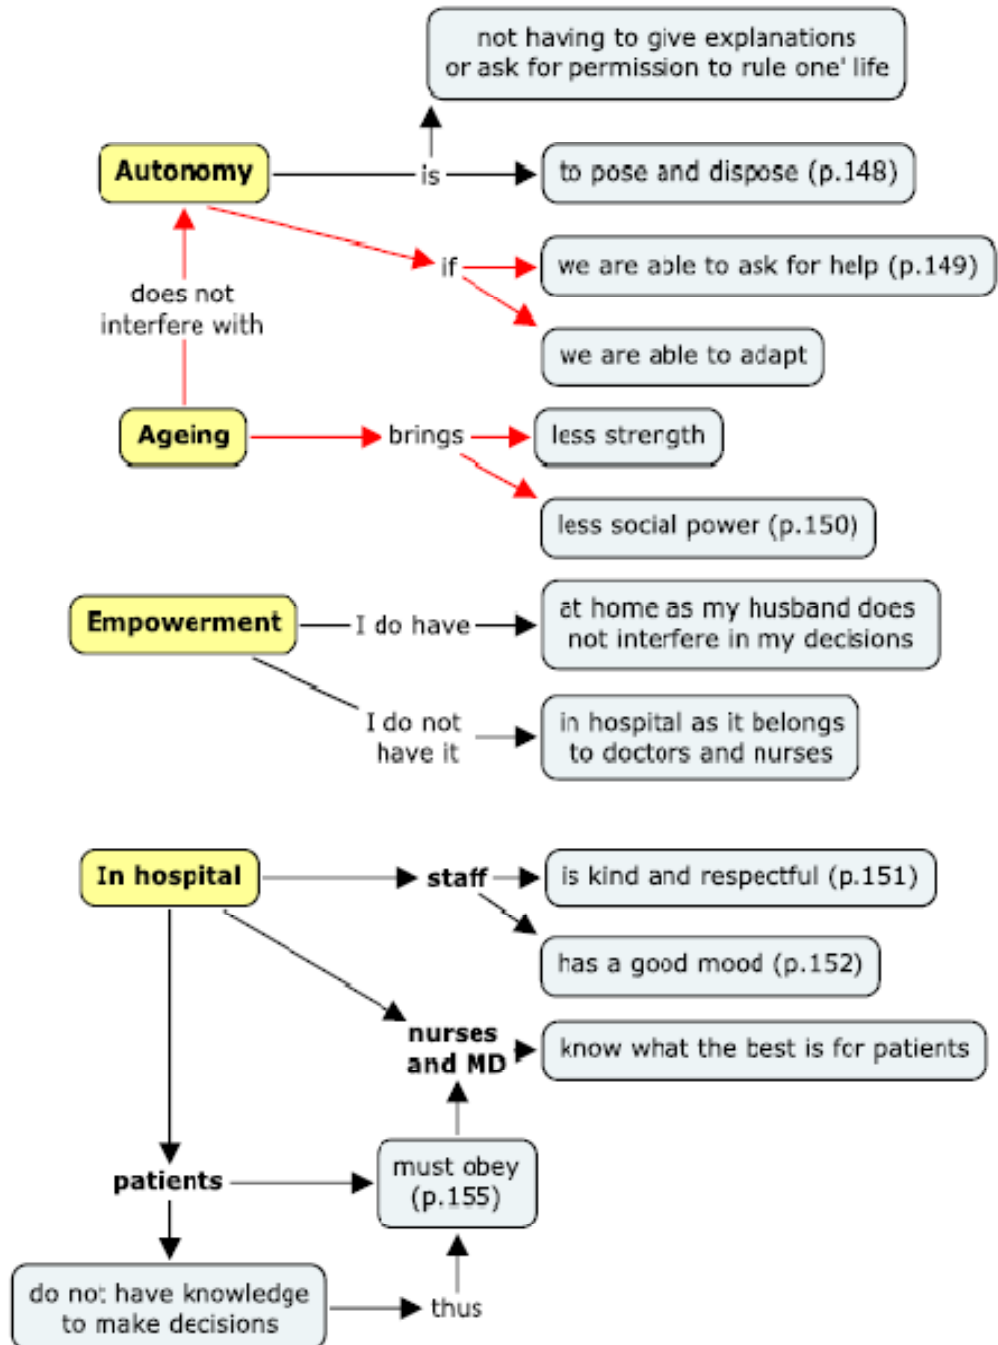 not having to give explanations
or ask for permission to rule one' life
Autonomy
is
to pose and dispose (p.148)
if
we are able to ask for help (p.149)
does not
interfere with
we are able to adapt
Ageing
brings
less strength
less social power (p.150)
Empowerment
I do have
at home as my husband does
not interfere in my decisions
I do not
have it
in hospital as it belongs
to doctors and nurses
In hospital
staff
is kind and respectful (p.151)
has a good mood (p.152)
nurses
and MD
know what the best is for patients
patients
must obey
(p.155)
do not have knowledge
to make decisions
thus